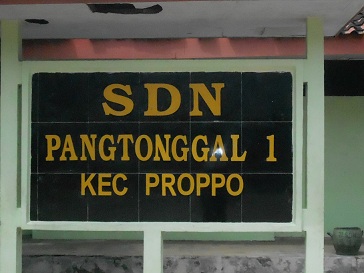 SDN
PANGTONGGAL 1
KEC PROPPO